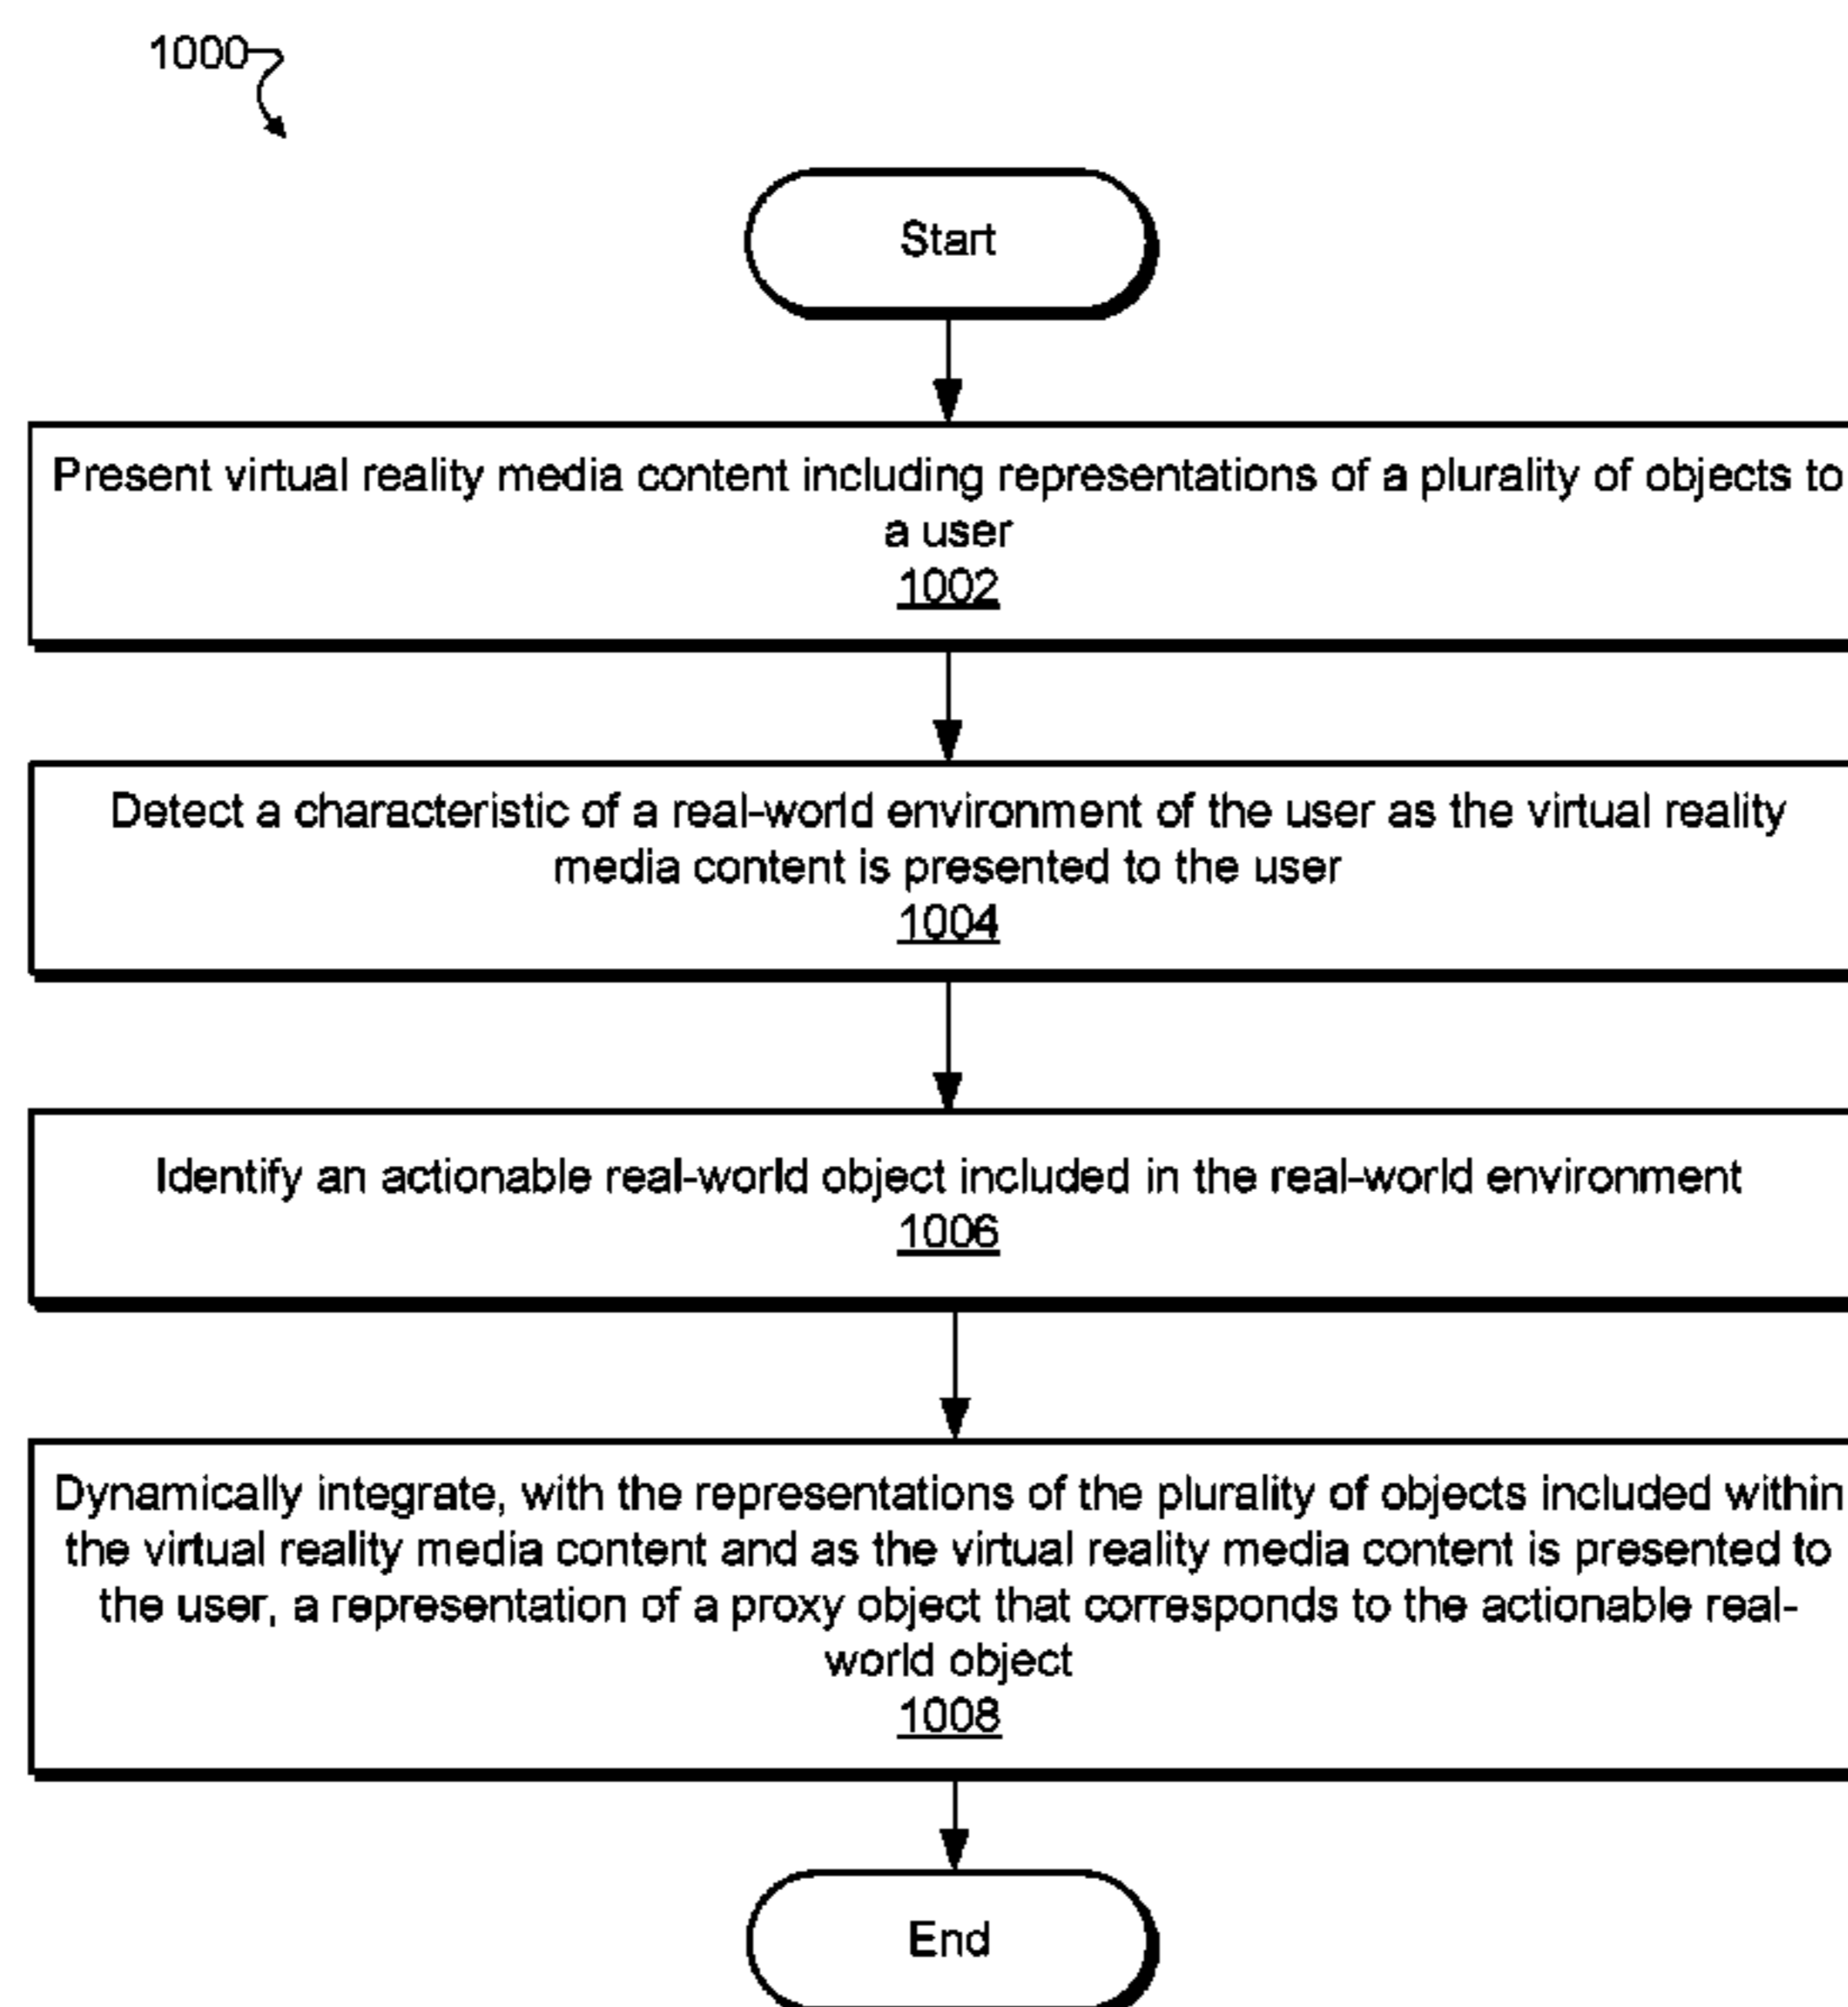 1000
Start
Present virtual reality media content including representations of a plurality of objects to
a user
1002
Detect a characteristic of a real-world environment of the user as the virtual reality
media content is presented to the user
1004
Identify an actionable real-world object included in the real-world environment
1006
Dynamically integrate, with the representations of the plurality of objects included within
the virtual reality media content and as the virtual reality media content is presented to
the user, a representation of a proxy object that corresponds to the actionable real-
world object
1008
End